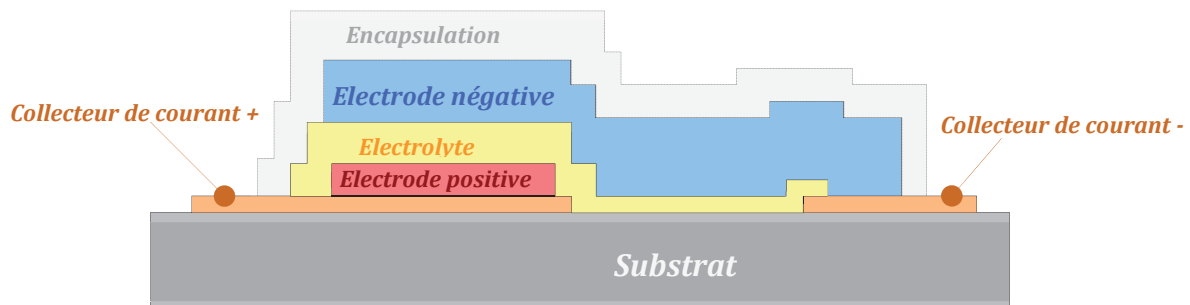 Encapsulation
Electrode négative
Collecteur de courant +
Collecteur de courant -
Electrolyte
Electrode positive
Substrat